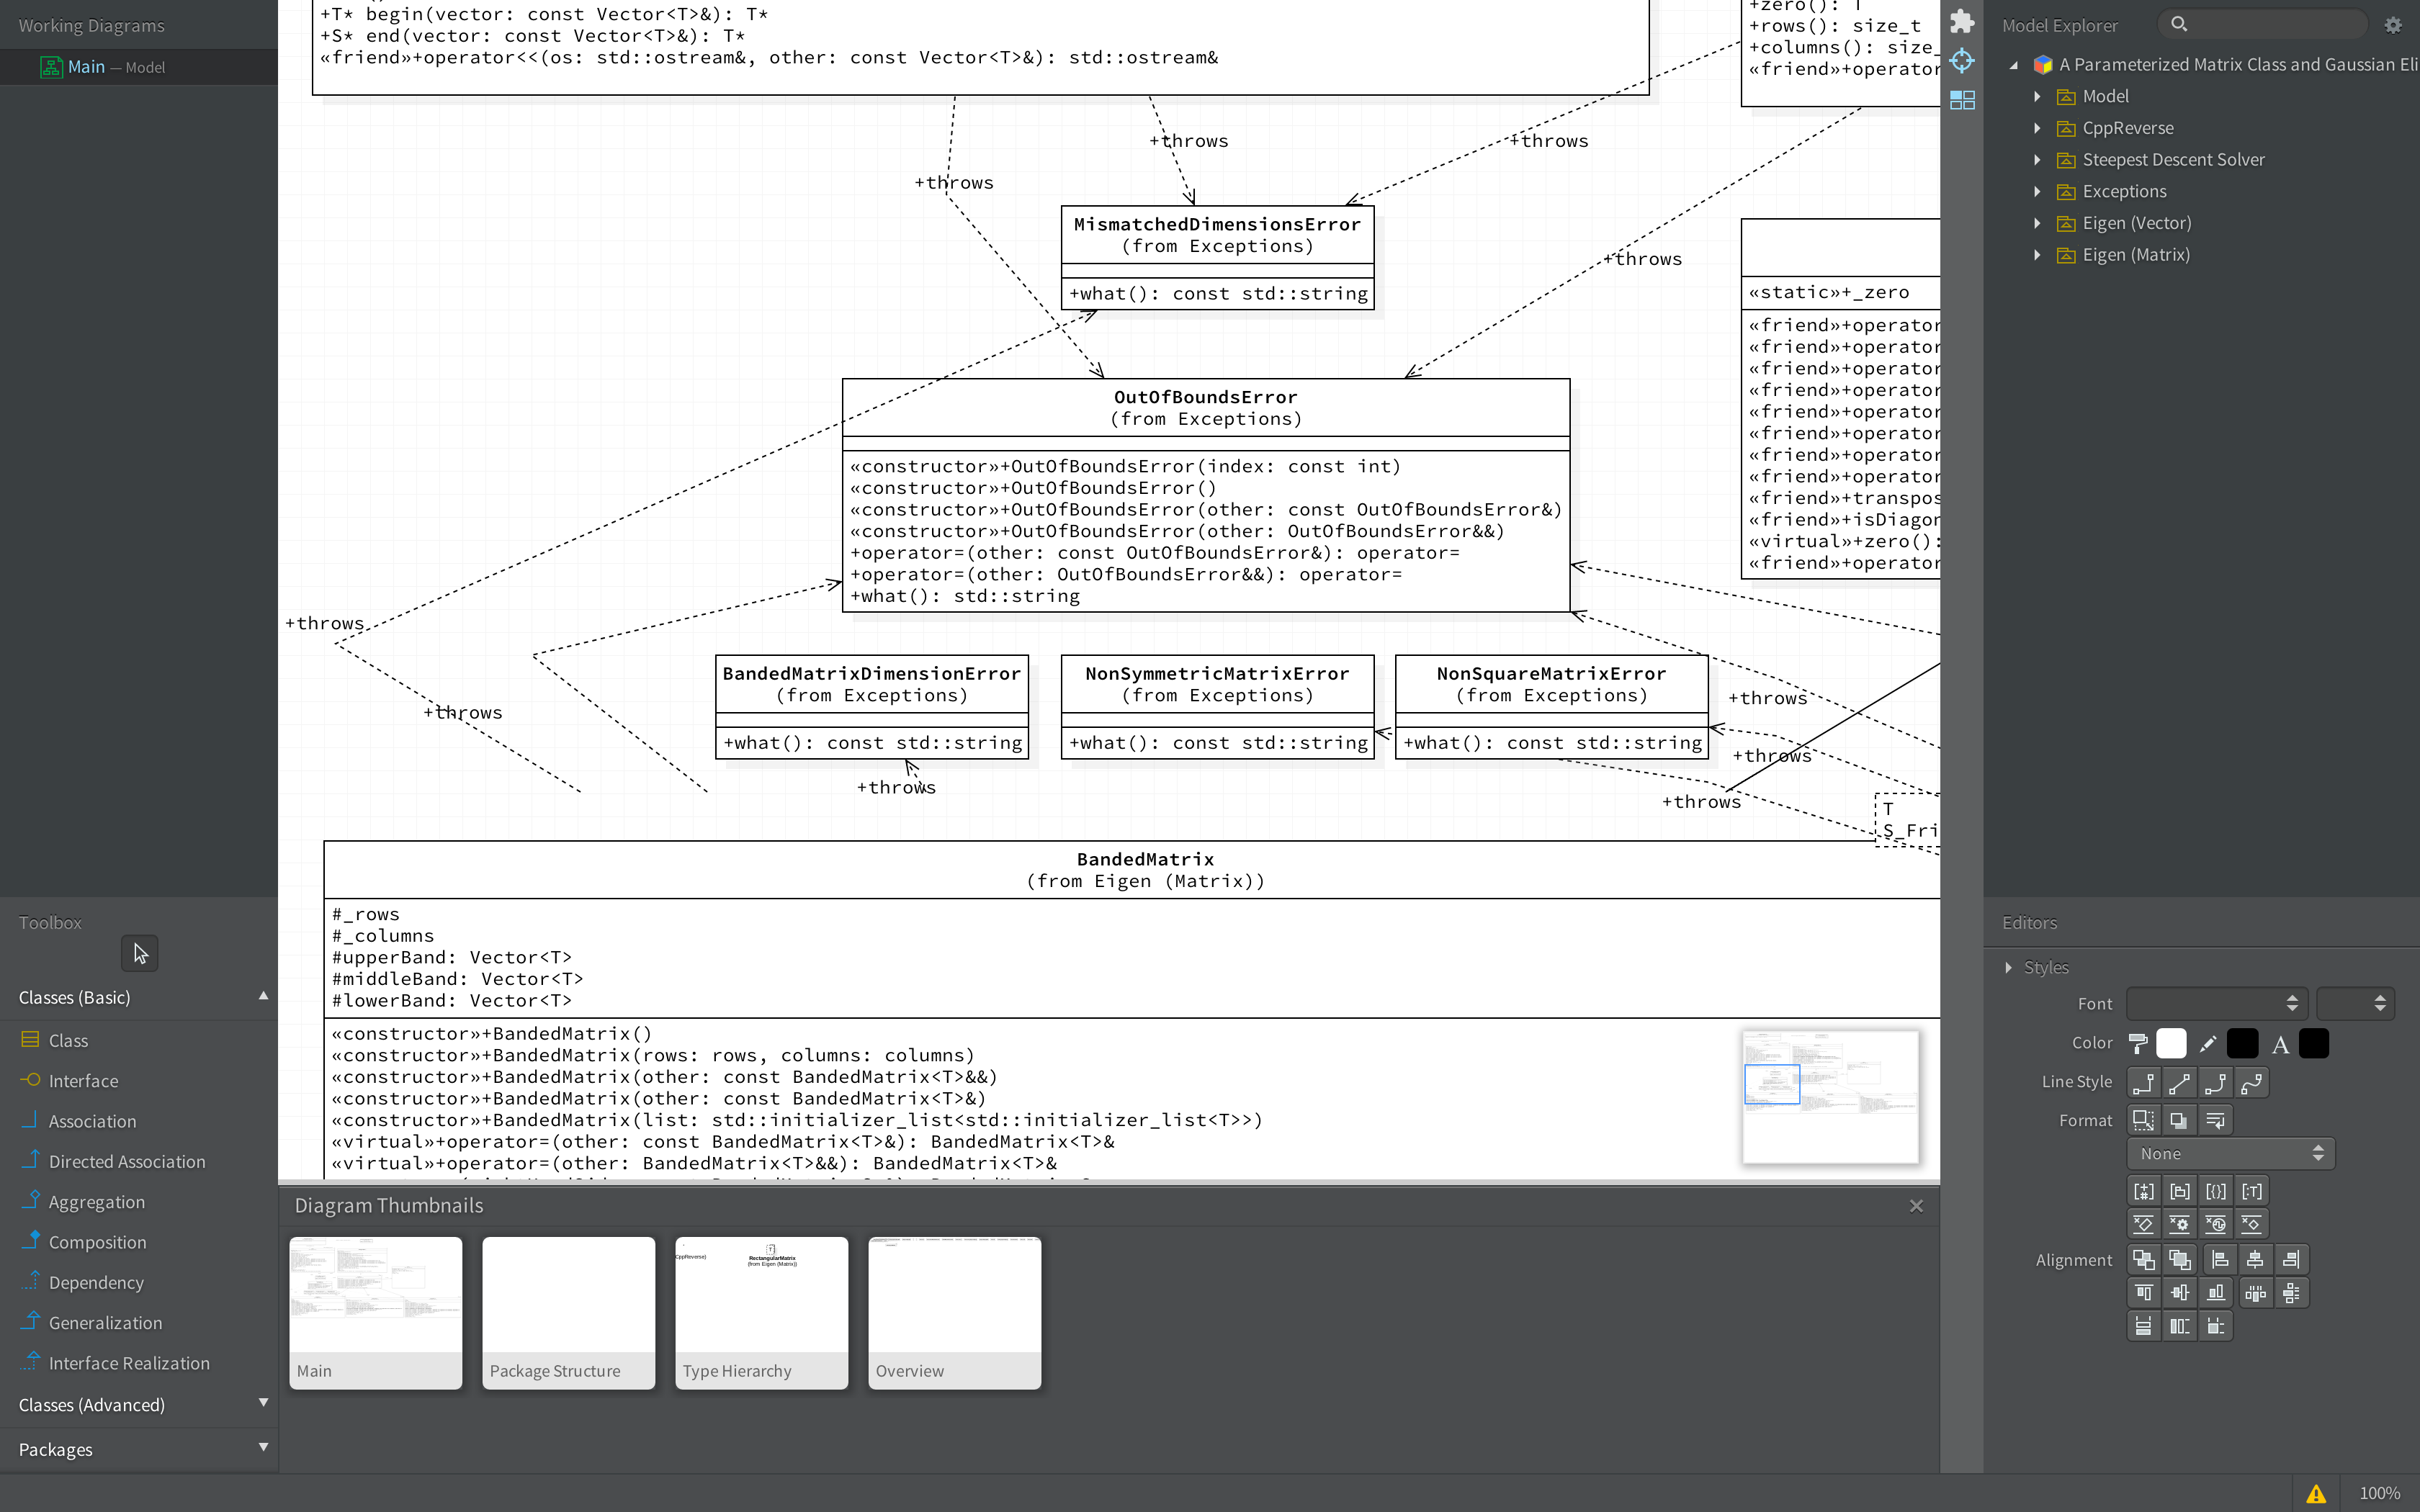 Working Diagrams
Main — Model
+T* begin(vector: const Vector<T>&): T*
+S* end(vector: const Vector<T>&): T*
«friend»+operator<<(os: std::ostream&, other: const Vector<T>&): std::ostream&
+zero(): T
+rows(): size_t
+columns(): size_
«friend»+operator
+throws
+throws
+throws
+throws
MismatchedDimensionsError
(from Exceptions)
+what(): const std::string
OutOfBoundsError
(from Exceptions)
«constructor»+OutOfBoundsError(index: const int)
«constructor»+OutOfBoundsError()
«constructor»+OutOfBoundsError(other: const OutOfBoundsError&)
«constructor»+OutOfBoundsError(other: OutOfBoundsError&&)
+operator=(other: const OutOfBoundsError&): operator=
+operator=(other: OutOfBoundsError&&): operator=
+what(): std::string
«static»+_zero
«friend»+operator
«friend»+operator
«friend»+operator
«friend»+operator
«friend»+operator
«friend»+operator
«friend»+operator
«friend»+operator
«friend»+transpos
«friend»+isDiagon
«virtual»+zero():
«friend»+operator
+throws
+throws
BandedMatrixDimensionError
(from Exceptions)
+what(): const std::string
NonSymmetricMatrixError
(from Exceptions)
+what(): const std::string
NonSquareMatrixError
(from Exceptions)
+what(): const std::string
+throws
+throws
+throws
+throws
T
S_Fri
BandedMatrix
(from Eigen (Matrix))
#_rows
#_columns
#upperBand: Vector<T>
#middleBand: Vector<T>
#lowerBand: Vector<T>
«constructor»+BandedMatrix()
«constructor»+BandedMatrix(rows: rows, columns: columns)
«constructor»+BandedMatrix(other: const BandedMatrix<T>&&)
«constructor»+BandedMatrix(other: const BandedMatrix<T>&)
«constructor»+BandedMatrix(list: std::initializer_list<std::initializer_list<T>>)
«virtual»+operator=(other: const BandedMatrix<T>&): BandedMatrix<T>&
«virtual»+operator=(other: BandedMatrix<T>&&): BandedMatrix<T>&
Toolbox
Classes (Basic)
Class
Interface
Association
Directed Association
Aggregation
Composition
Dependency
Generalization
Interface Realization
Classes (Advanced)
Packages
Diagram Thumbnails
CppReverse)
RectangularMatrix
(from Eigen (Matrix))
Main
Package Structure
Type Hierarchy
Overview
Model Explorer
A Parameterized Matrix Class and Gaussian Eli
Model
CppReverse
Steepest Descent Solver
Exceptions
Eigen (Vector)
Eigen (Matrix)
Editors
Styles
Font
Color
A
Line Style
Format
None
Alignment
100%